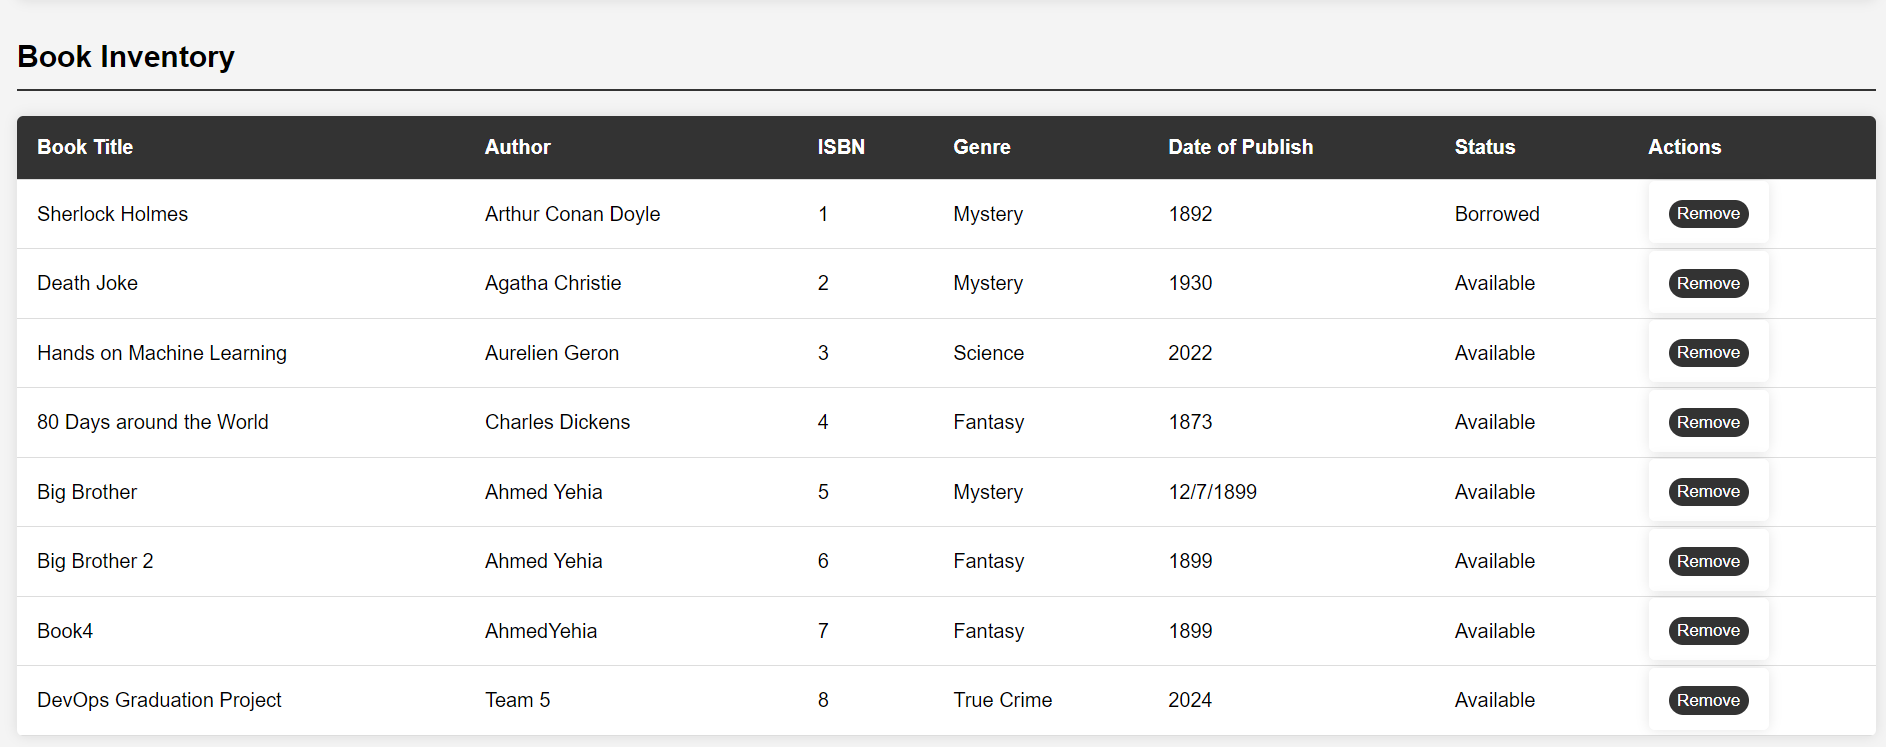 Book Inventory
Book Title Author ISBN Genre Date of Publish Status Actions
Sherlock Holmes Arthur Conan Doyle 1 Mystery 1892 Borrowed Remove
Death Joke Agatha Christie 2 Mystery 1930 Available Remove
Hands on Machine Learning Aurelien Geron 3 Science 2022 Available Remove
80 Days around the World Charles Dickens 4 Fantasy 1873 Available Remove
Big Brother Ahmed Yehia 5 Mystery 12/7/1899 Available Remove
Big Brother 2 Ahmed Yehia 6 Fantasy 1899 Available Remove
Book4 AhmedYehia 7 Fantasy 1899 Available Remove
DevOps Graduation Project Team 5 8 True Crime 2024 Available Remove